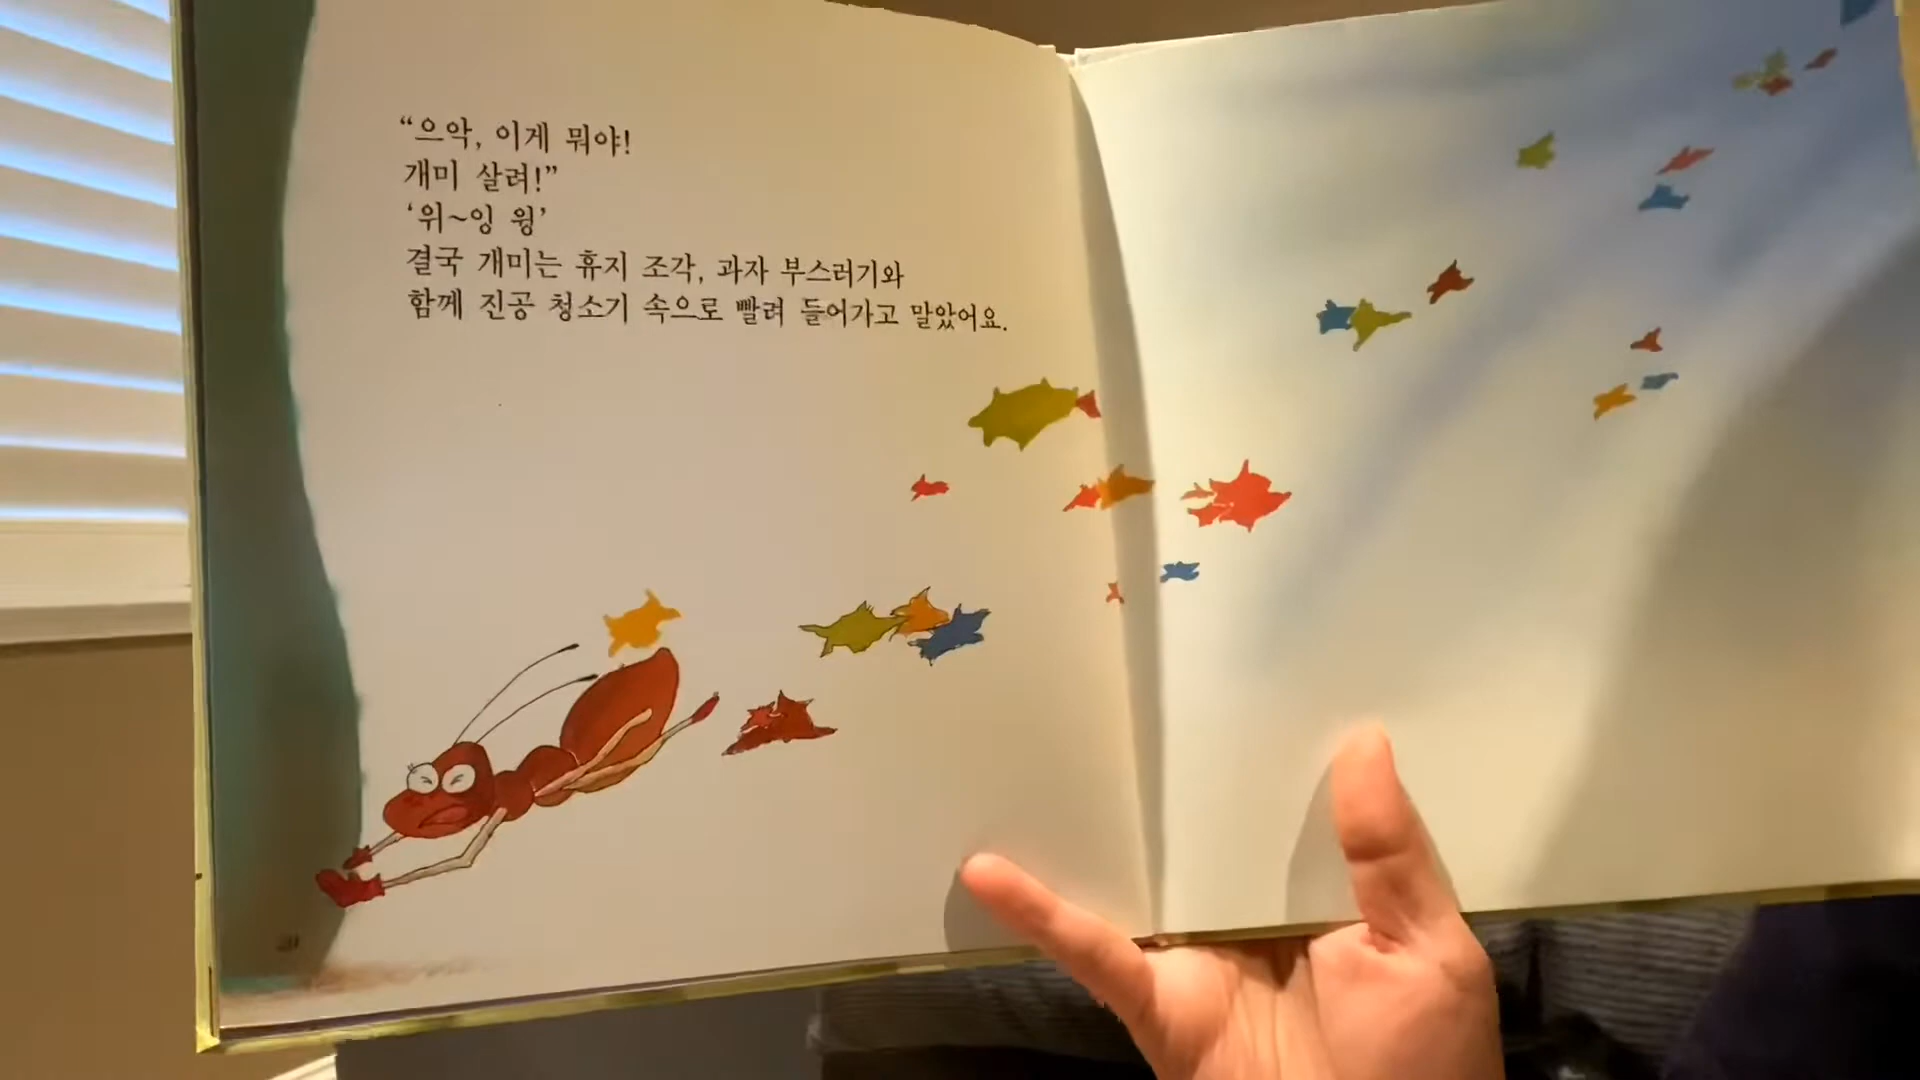 “으악, 이게 뭐야!
개미 살려!”
‘위~잉 윙’
결국 개미는 휴지 조각, 과자 부스러기와
함께 진공 청소기 속으로 빨려 들어가고 말았어요.